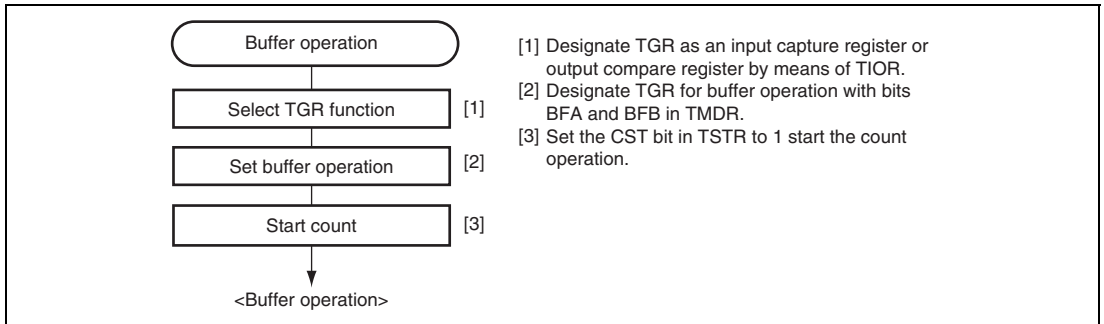 Buffer operation
Select TGR function
[1]
Set buffer operation
[2]
Start count
[3]
<Buffer operation>
[1] Designate TGR as an input capture register or
output compare register by means of TIOR.
[2] Designate TGR for buffer operation with bits
BFA and BFB in TMDR.
[3] Set the CST bit in TSTR to 1 start the count
operation.